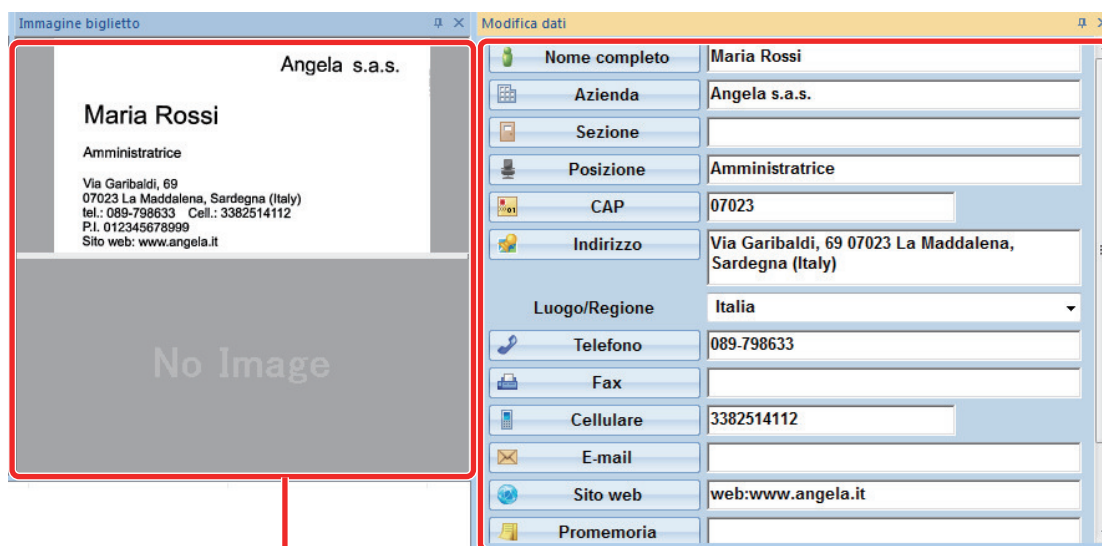 Immagine biglietto
Angela s.a.s.
Maria Rossi
Amministratrice
Via Garibaldi, 69
07023 La Maddalena, Sardegna (Italy)
tel.: 089-798633 Cell.: 3382514112
P.I. 012345678999
Sito web: www.angela.it
No Image
Modifica dati
Nome completo Maria Rossi
Azienda Angela s.a.s.
Sezione
Posizione Amministratrice
CAP 07023
Indirizzo Via Garibaldi, 69 07023 La Maddalena,
Sardegna (Italy)
Luogo/Regione Italia
Telefono 089-798633
Fax
Cellulare 3382514112
E-mail
Sito web web:www.angela.it
Promemoria